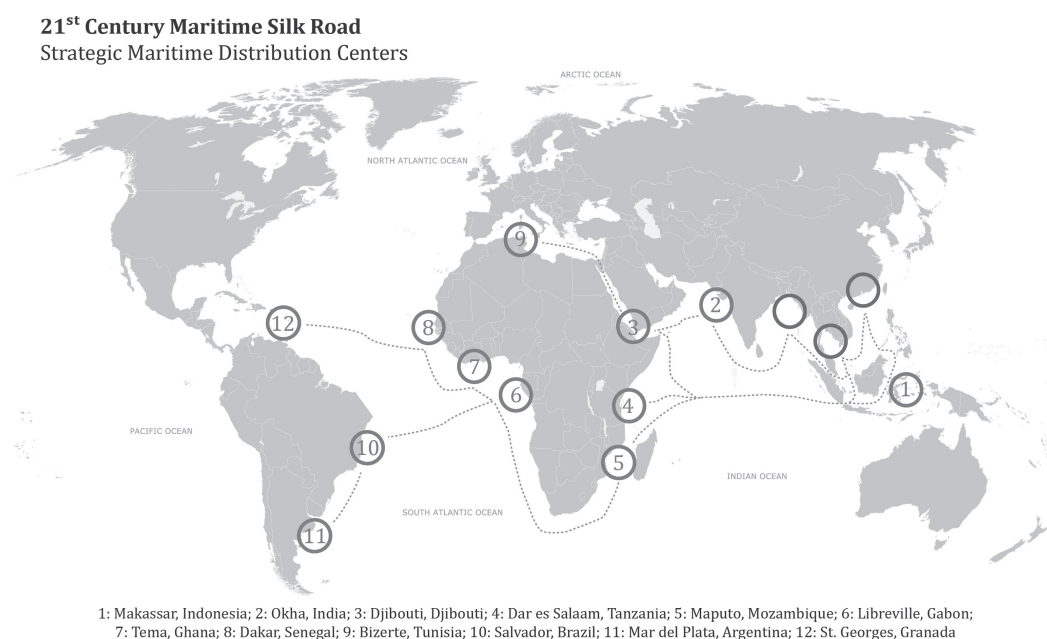 21st Century Maritime Silk Road
Strategic Maritime Distribution Centers
ARCTIC OCEAN
NORTH ATLANTIC OCEAN
9
2
12
8
3
7
1
6
4
PACIFIC OCEAN
10
5
INDIAN OCEAN
SOUTH ATLANTIC OCEAN
11
1: Makassar, Indonesia; 2: Okha, India; 3: Djibouti, Djibouti; 4: Dar es Salaam, Tanzania; 5: Maputo, Mozambique; 6: Libreville, Gabon;
7: Tema, Ghana; 8: Dakar, Senegal; 9: Bizerte, Tunisia; 10: Salvador, Brazil; 11: Mar del Plata, Argentina; 12: St. Georges, Granada